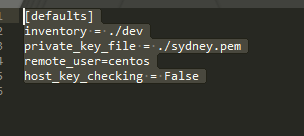 [defaults]
inventory = ./dev
private_key_file = ./sydney.pem
remote_user=centos
host_key_checking = False